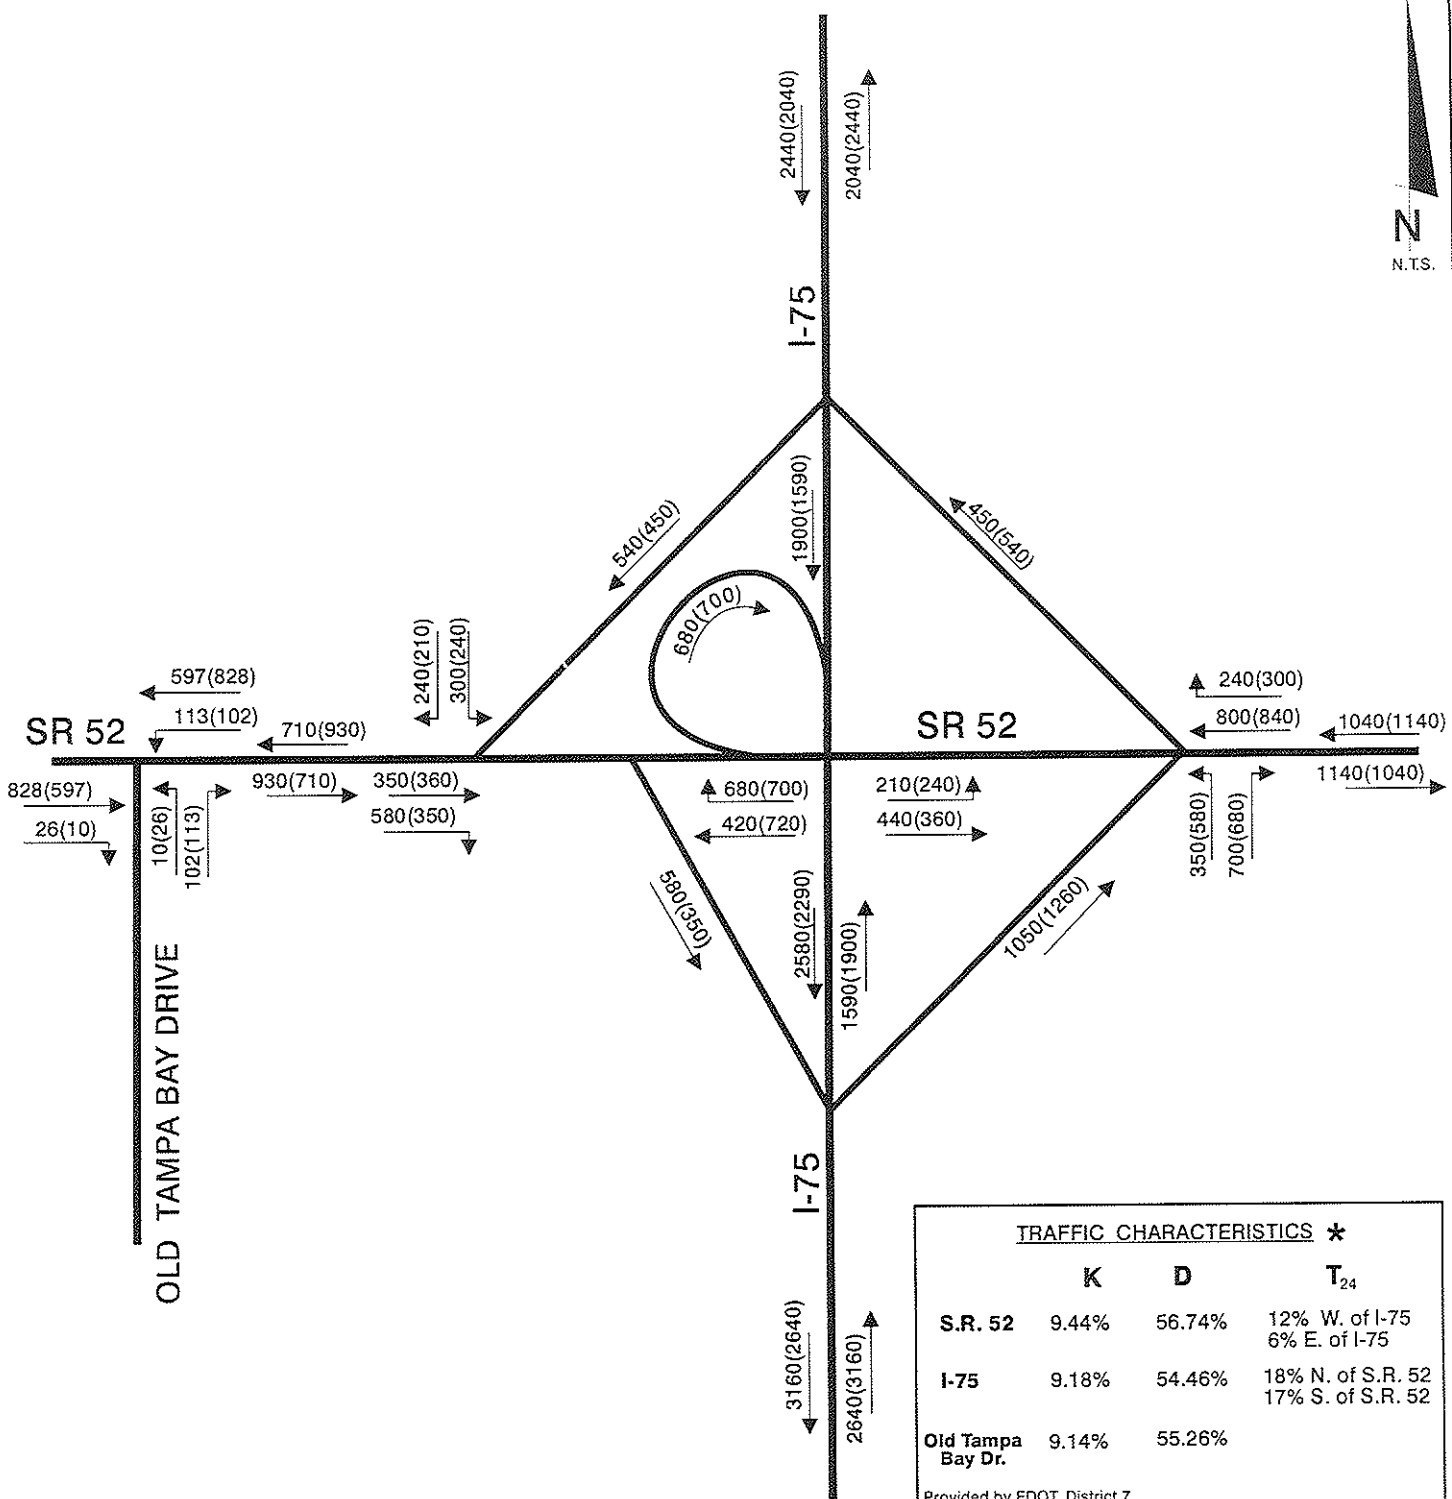 2440(2040)
2040(2440)
N
N.T.S.
I-75
540(450)
1900(1590)
450(540)
680(700)
240(210)
300(240)
597(828)
113(102)
SR 52
710(930)
SR 52
240(300)
800(840)
1040(1140)
828(597)
26(10)
10(26)
102(113)
930(710)
350(360)
580(350)
680(700)
420(720)
210(240)
440(360)
350(580)
700(680)
1140(1040)
580(350)
2580(2290)
1590(1900)
1050(1260)
OLD TAMPA BAY DRIVE
I-75
3160(2640)
2640(3160)
TRAFFIC CHARACTERISTICS *
K D T24
S.R. 52 9.44% 56.74% 12% W. of I-75
6% E. of I-75
I-75 9.18% 54.46% 18% N. of S.R. 52
17% S. of S.R. 52
Old Tampa Bay Dr. 9.14% 55.26%
Provided by FDOT, District 7